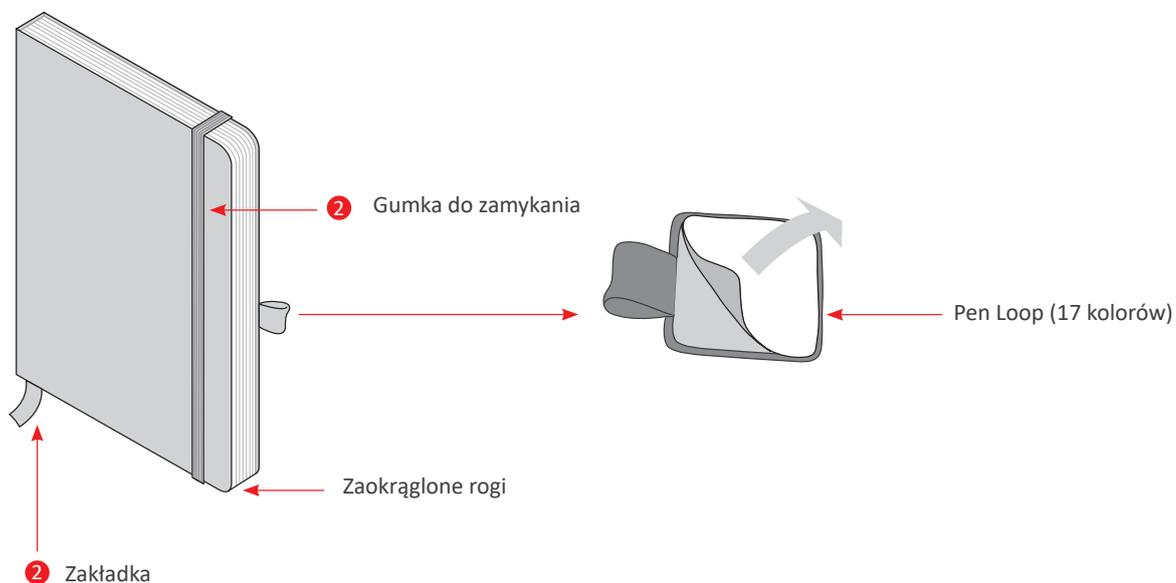 2 Gumka do zamykania
Pen Loop (17 kolorów)
Zaokrąglone rogi
2 Zakładka